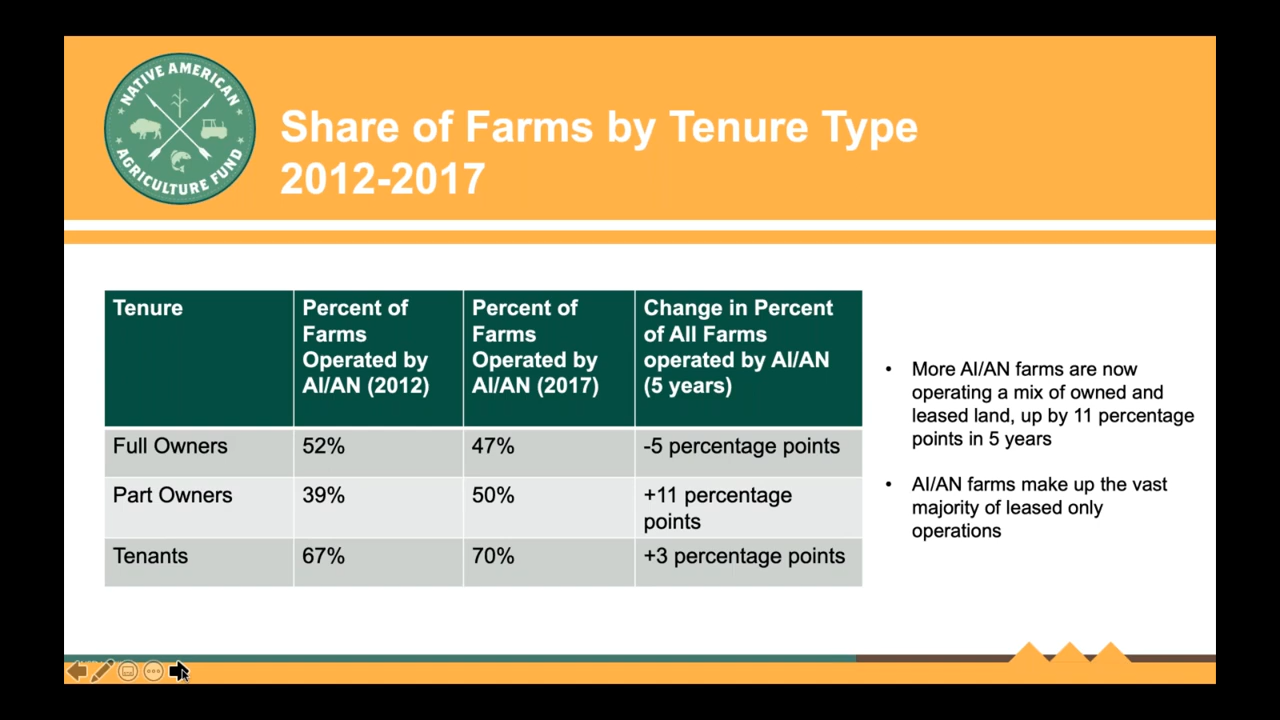 NATIVE AMERICAN
AGRICULTURE FUND
Share of Farms by Tenure Type
2012-2017
Tenure
Percent of
Farms
Operated by
AI/AN (2012)
Percent of
Farms
Operated by
AI/AN (2017)
Change in Percent
of All Farms
operated by AI/AN
(5 years)
Full Owners
52%
47%
-5 percentage points
Part Owners
39%
50%
+11 percentage
points
Tenants
67%
70%
+3 percentage points
• More AI/AN farms are now
operating a mix of owned and
leased land, up by 11 percentage
points in 5 years
• AI/AN farms make up the vast
majority of leased only
operations